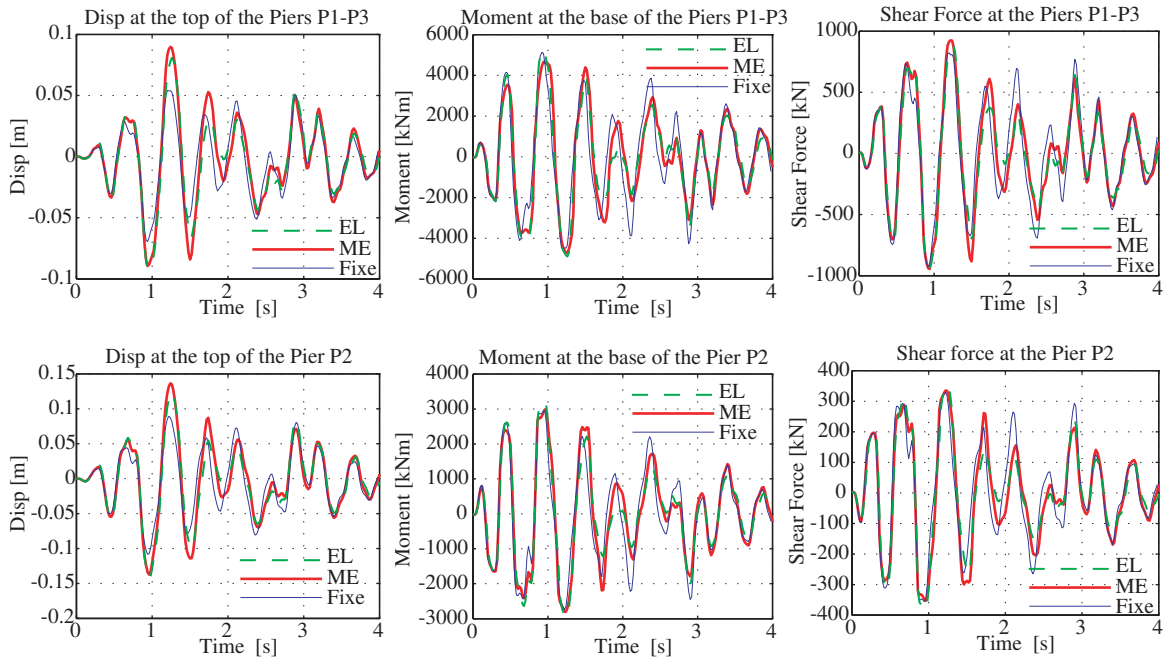 Disp at the top of the Piers P1-P3
0.1
0.05
0
-0.05
-0.1
Disp [m]
EL
ME
Fixe
0 1 2 3 4
Time [s]
Moment at the base of the Piers P1-P3
6000
4000
2000
0
-2000
4000
6000
Moment [kNm]
EL
ME
Fixe
0 1 2 3 4
Time [s]
Shear Force at the Piers P1-P3
1000
500
0
-500
-1000
Shear Force [kN]
EL
ME
Fixe
0 1 2 3 4
Time [s]
Disp at the top of the Pier P2
0.15
0.1
0.05
0
-0.05
-0.1
-0.15
-0.2
Disp [m]
EL
ME
Fixe
0 1 2 3 4
Time [s]
Moment at the base of the Pier P2
4000
3000
2000
1000
0
-1000
2000
-3000
Moment [kNm]
EL
ME
Fixe
0 1 2 3 4
Time [s]
Shear force at the Pier P2
400
300
200
100
0
-100
-200
-300
-400
Shear Force [kN]
EL
ME
Fixe
0 1 2 3 4
Time [s]